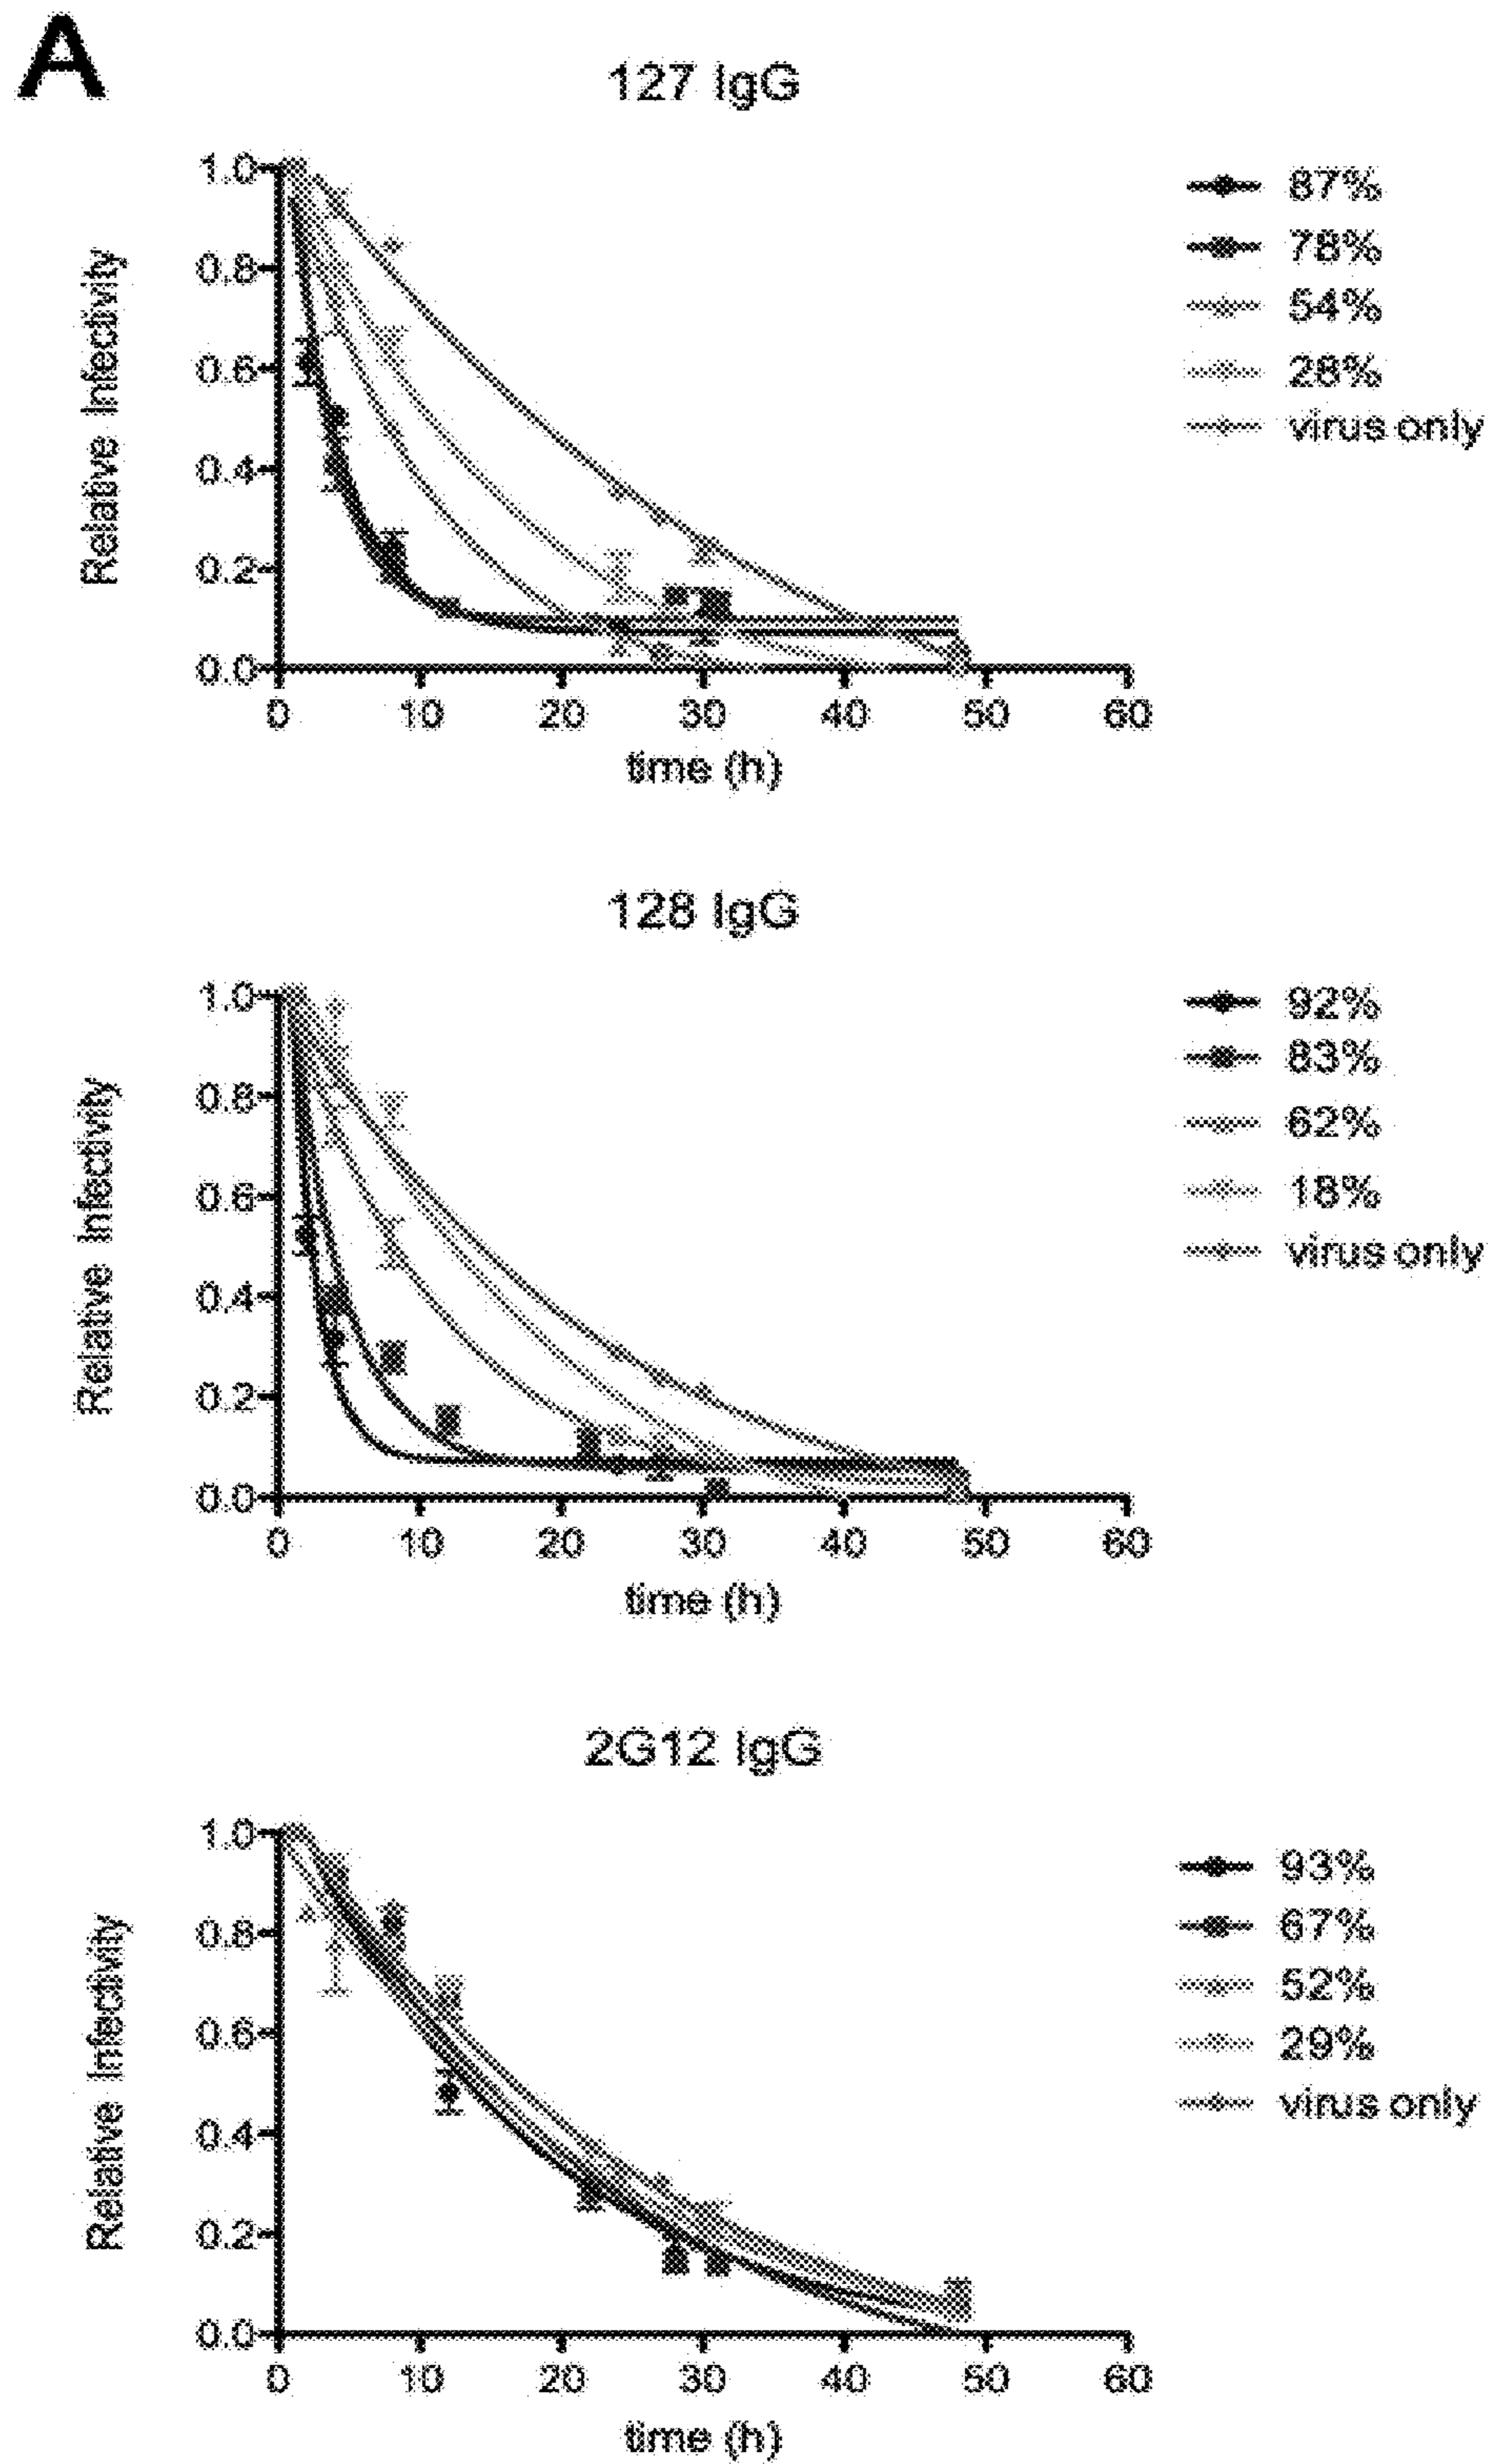 A
127 IgG
1.0
0.8
0.6
0.4
0.2
0.0
Relative Infectivity
0 10 20 30 40 50 60
time (h)
87%
78%
54%
28%
virus only
128 IgG
1.0
0.8
0.6
0.4
0.2
0.0
Relative Infectivity
0 10 20 30 40 50 60
time (h)
92%
83%
62%
18%
virus only
2G12 IgG
1.0
0.8
0.6
0.4
0.2
0.0
Relative Infectivity
0 10 20 30 40 50 60
time (h)
93%
67%
52%
29%
virus only